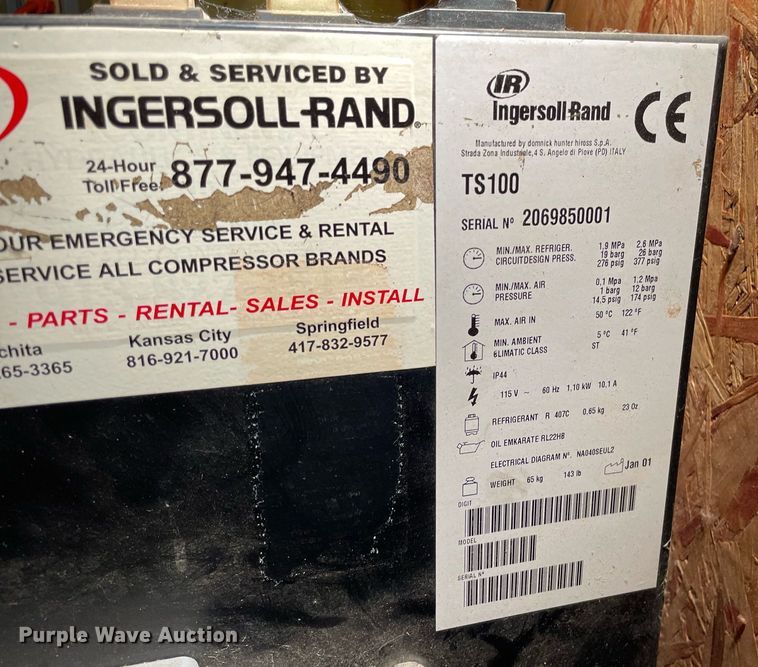 SOLD & SERVICED BY
INGERSOLL-RAND®
24-Hour
Toll Free: 877-947-4490
OUR EMERGENCY SERVICE & RENTAL
SERVICE ALL COMPRESSOR BRANDS
- PARTS - RENTAL- SALES - INSTALL
chita
65-3365
Kansas City
816-921-7000
Springfield
417-832-9577
IR
Ingersoll-Rand
CE
Manufactured by domnick hunter hiross S.p.A.
Strada Zona Industriale,4 S. Angelo di Piove (PD) ITALY
TS100
SERIAL Nº 2069850001
MIN./MAX. REFRIGER. 1,9 MPa 2,6 MPa
CIRCUITDESIGN PRESS. 19 barg 26 barg
276 psig 377 psig
MIN./MAX. AIR 0,1 Mpa 1,2 Mpa
PRESSURE 1 barg 12 barg
14,5 psig 174 psig
MAX. AIR IN 50 °C 122 °F
MIN. AMBIENT 5 °C 41 °F
6LIMATIC CLASS ST
IP44
115 V ~ 60 Hz 1,10 kW 10,1 A
REFRIGERANT R 407C 0.65 kg 23 Oz
OIL EMKARATE RL22HB
ELECTRICAL DIAGRAM Nº. NA040SEUL2
Jan 01
WEIGHT 65 kg 143 lb
DIGIT
MODEL
SERIAL Nº
Purple Wave Auction